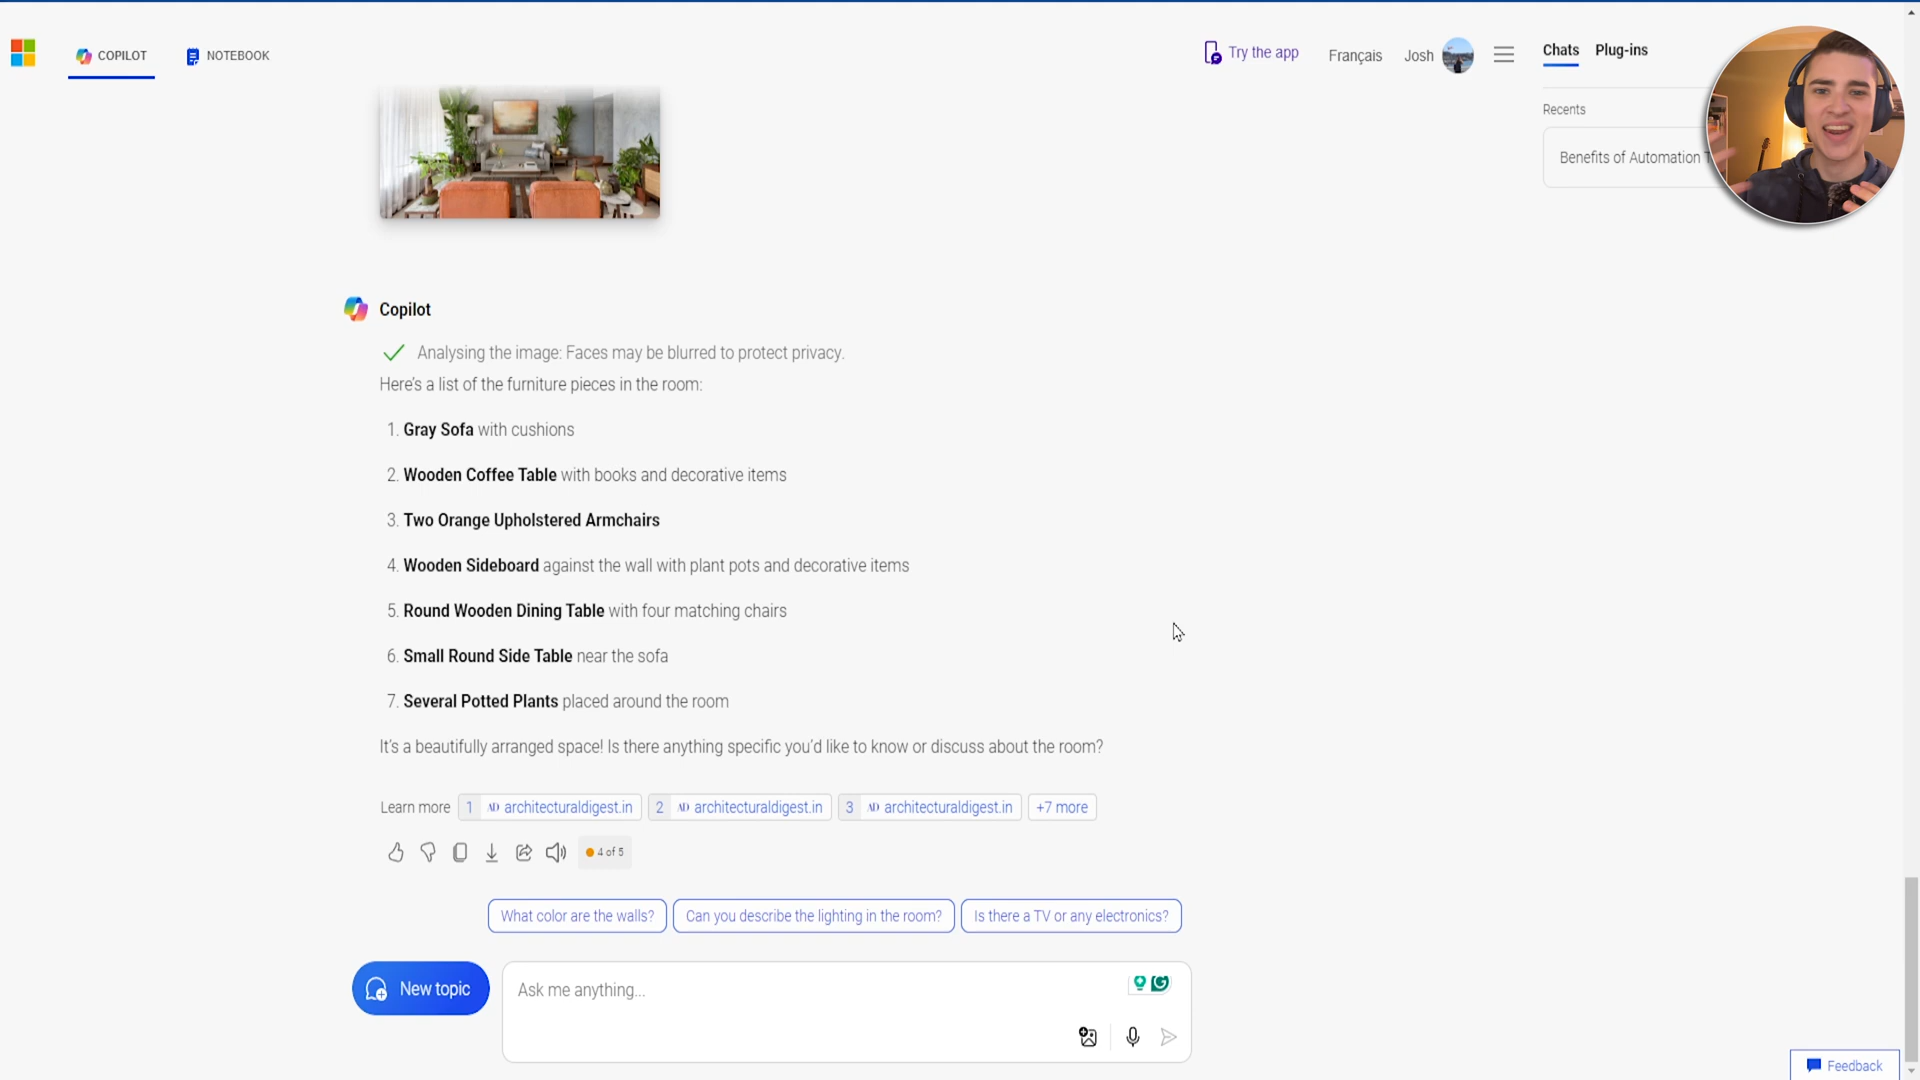 COPILOT
NOTEBOOK
Try the app
Français
Josh
Chats
Plug-ins
Recents
Benefits of Automation
Copilot
Analysing the image: Faces may be blurred to protect privacy.
Here's a list of the furniture pieces in the room:
1. Gray Sofa with cushions
2. Wooden Coffee Table with books and decorative items
3. Two Orange Upholstered Armchairs
4. Wooden Sideboard against the wall with plant pots and decorative items
5. Round Wooden Dining Table with four matching chairs
6. Small Round Side Table near the sofa
7. Several Potted Plants placed around the room
It's a beautifully arranged space! Is there anything specific you'd like to know or discuss about the room?
Learn more 1 AD architecturaldigest.in 2 AD architecturaldigest.in 3 AD architecturaldigest.in +7 more
4 of 5
What color are the walls? Can you describe the lighting in the room? Is there a TV or any electronics?
New topic
Ask me anything...
Feedback